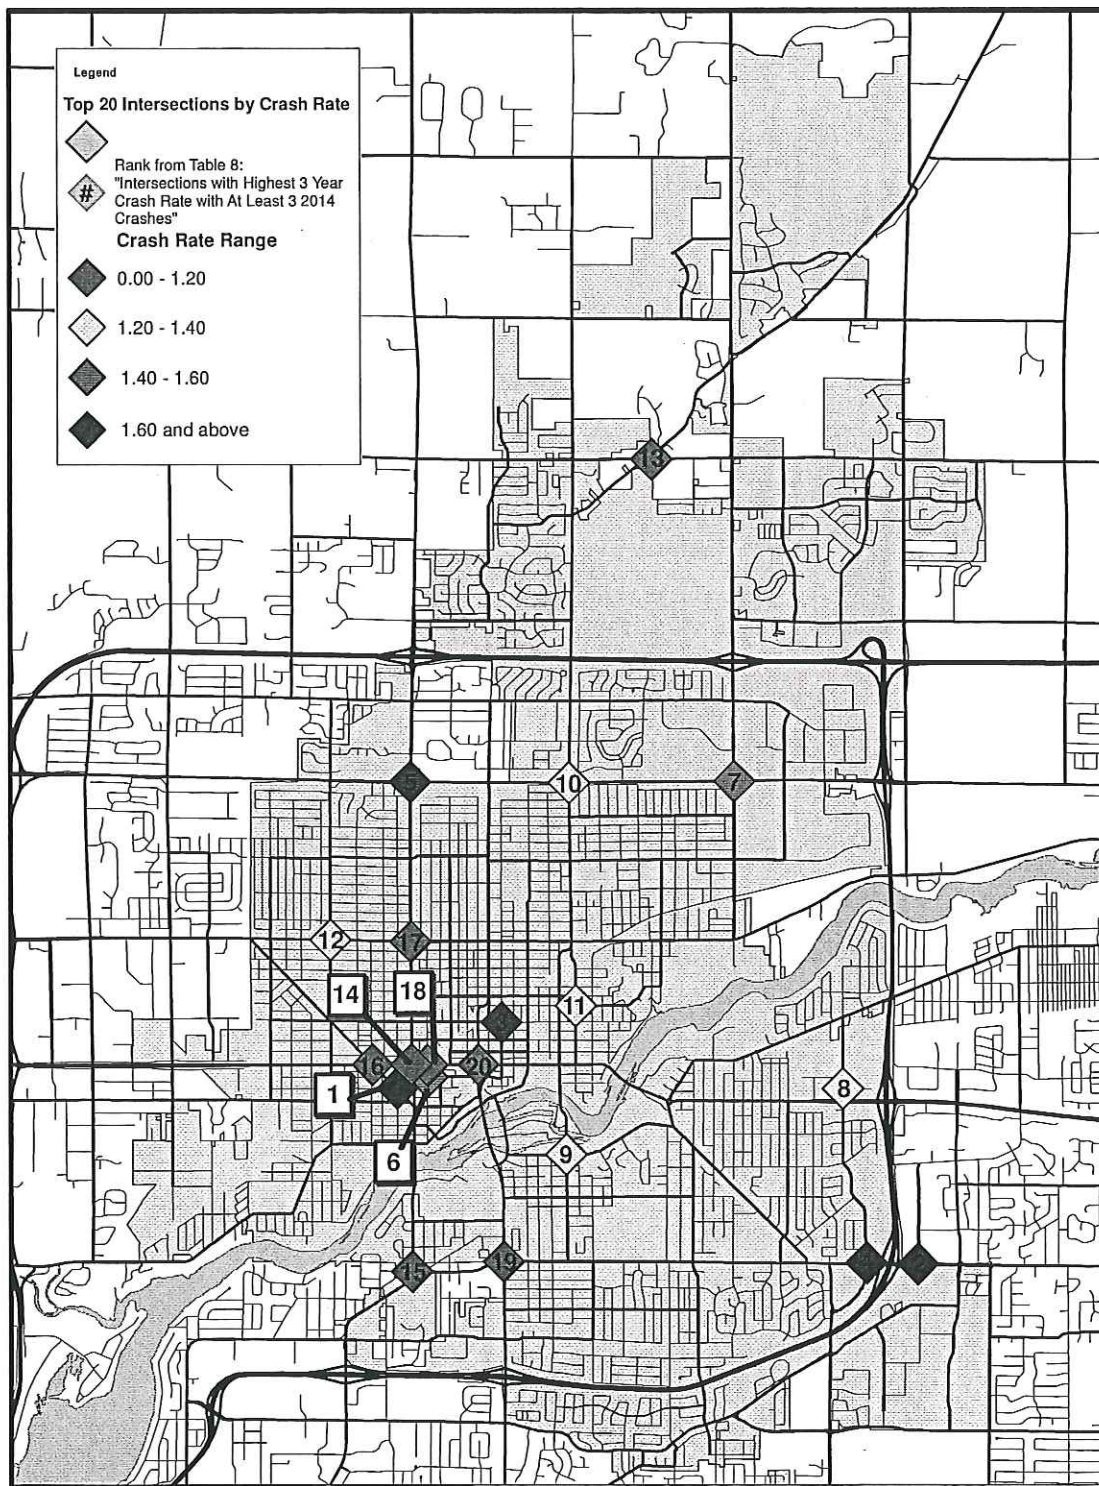 Legend
Top 20 Intersections by Crash Rate
#
Rank from Table 8:
"Intersections with Highest 3 Year
Crash Rate with At Least 3 2014
Crashes"
Crash Rate Range
0.00 - 1.20
1.20 - 1.40
1.40 - 1.60
1.60 and above
13
5
10
7
12
17
14
18
11
3
16
20
1
8
6
9
15
19
2